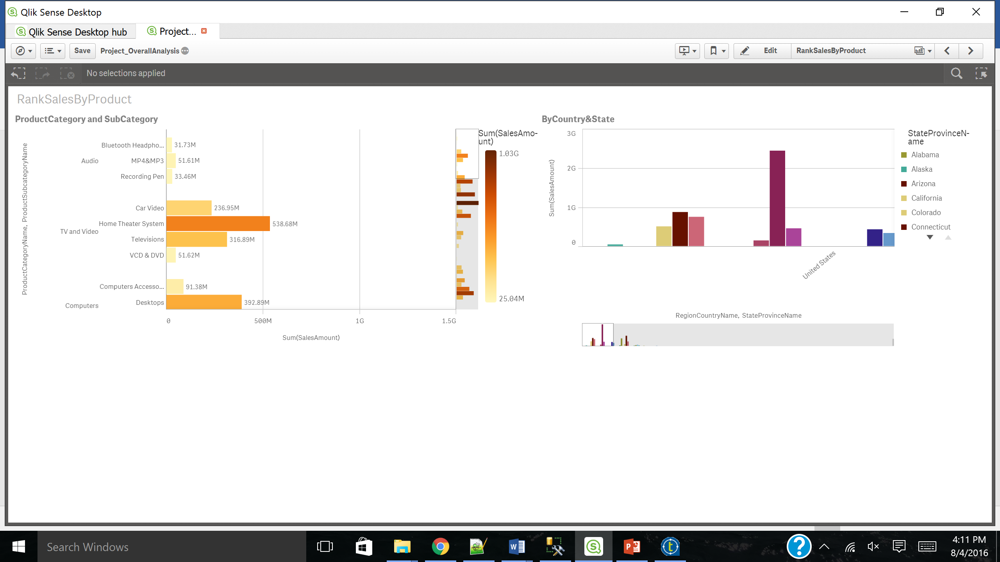 Qlik Sense Desktop
Qlik Sense Desktop hub
Project...
Save
Project_OverallAnalysis
Edit
RankSalesByProduct
No selections applied
RankSalesByProduct
ProductCategory and SubCategory
ProductCategoryName, ProductSubcategoryName
Audio
Bluetooth Headpho... 31.73M
MP4&MP3 51.61M
Recording Pen 33.46M
TV and Video
Car Video 236.95M
Home Theater System 538.68M
Televisions 316.89M
VCD & DVD 51.62M
Computers
Computers Accesso... 91.38M
Desktops 392.89M
0 500M 1G 1.5G
Sum(SalesAmount)
Sum(SalesAmo-
unt)
1.03G
25.04M
ByCountry&State
Sum(SalesAmount)
3G
2G
1G
0
United States
RegionCountryName, StateProvinceName
StateProvinceN-
ame
Alabama
Alaska
Arizona
California
Colorado
Connecticut
Search Windows
4:11 PM
8/4/2016